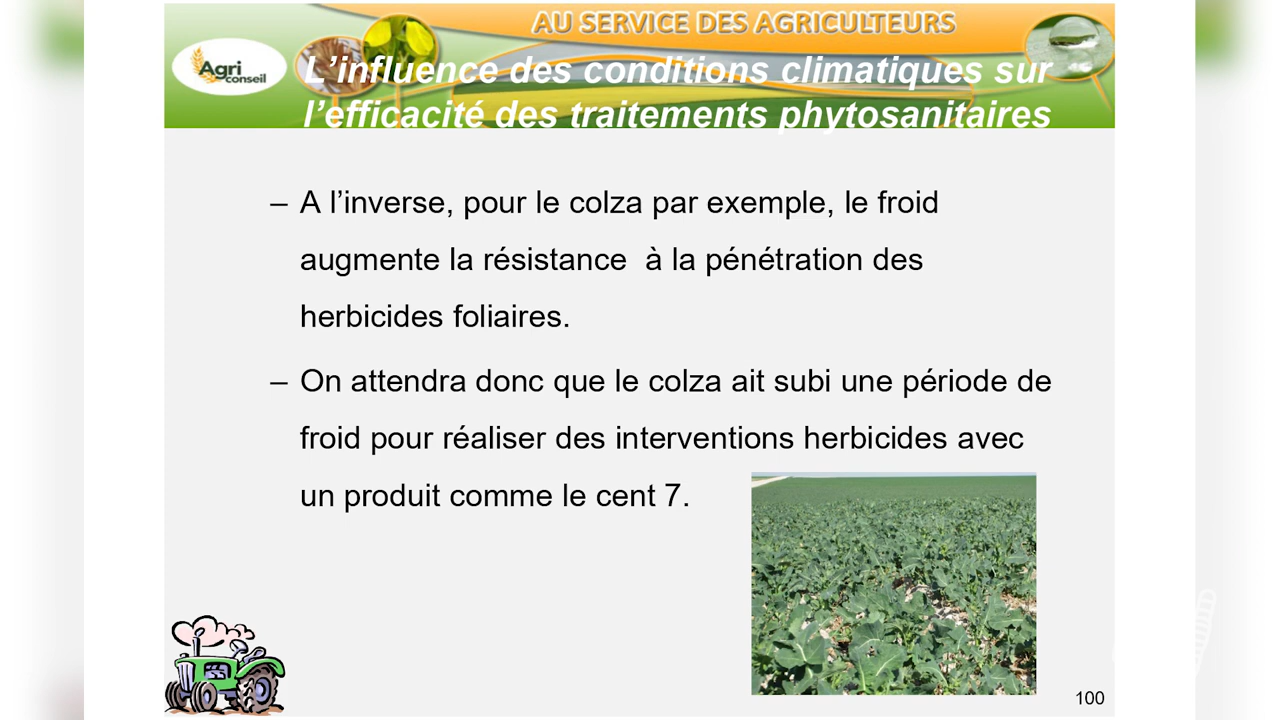 AU SERVICE DES AGRICULTEURS
Agri
conseil
L’influence des conditions climatiques sur
l’efficacité des traitements phytosanitaires
– A l’inverse, pour le colza par exemple, le froid
augmente la résistance  à la pénétration des
herbicides foliaires.
– On attendra donc que le colza ait subi une période de
froid pour réaliser des interventions herbicides avec
un produit comme le cent 7.
100